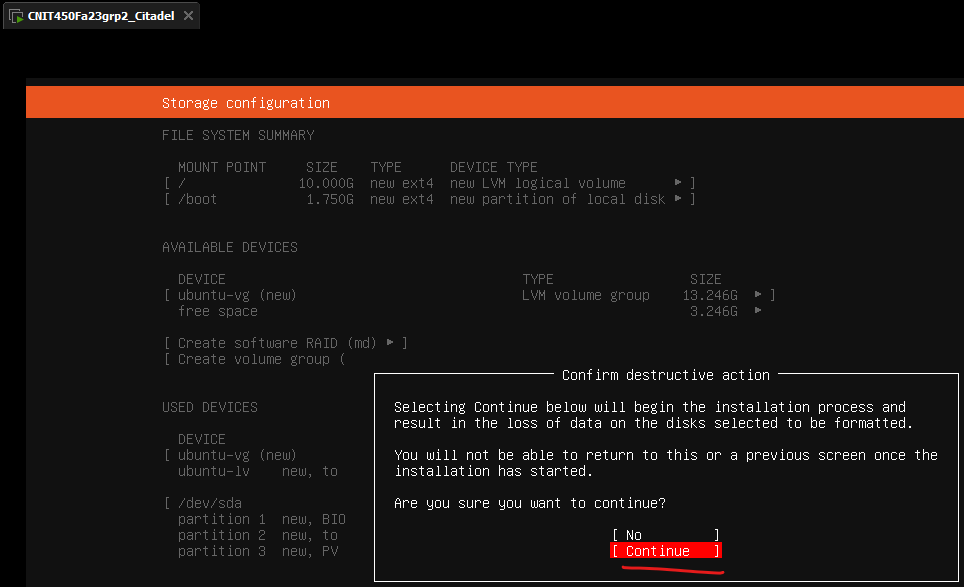 CNIT450Fa23grp2_Citadel
Storage configuration
FILE SYSTEM SUMMARY
MOUNT POINT SIZE TYPE DEVICE TYPE
[ / 10.000G new ext4 new LVM logical volume ▸ ]
[ /boot 1.750G new ext4 new partition of local disk ▸ ]
AVAILABLE DEVICES
DEVICE TYPE SIZE
[ ubuntu-vg (new) LVM volume group 13.246G ▸ ]
free space 3.246G ▸
[ Create software RAID (md) ▸ ]
[ Create volume group (
USED DEVICES
DEVICE
[ ubuntu-vg (new)
ubuntu-lv new, to
[ /dev/sda
partition 1 new, BIO
partition 2 new, to
partition 3 new, PV
Confirm destructive action
Selecting Continue below will begin the installation process and
result in the loss of data on the disks selected to be formatted.
You will not be able to return to this or a previous screen once the
installation has started.
Are you sure you want to continue?
[ No ]
[ Continue ]